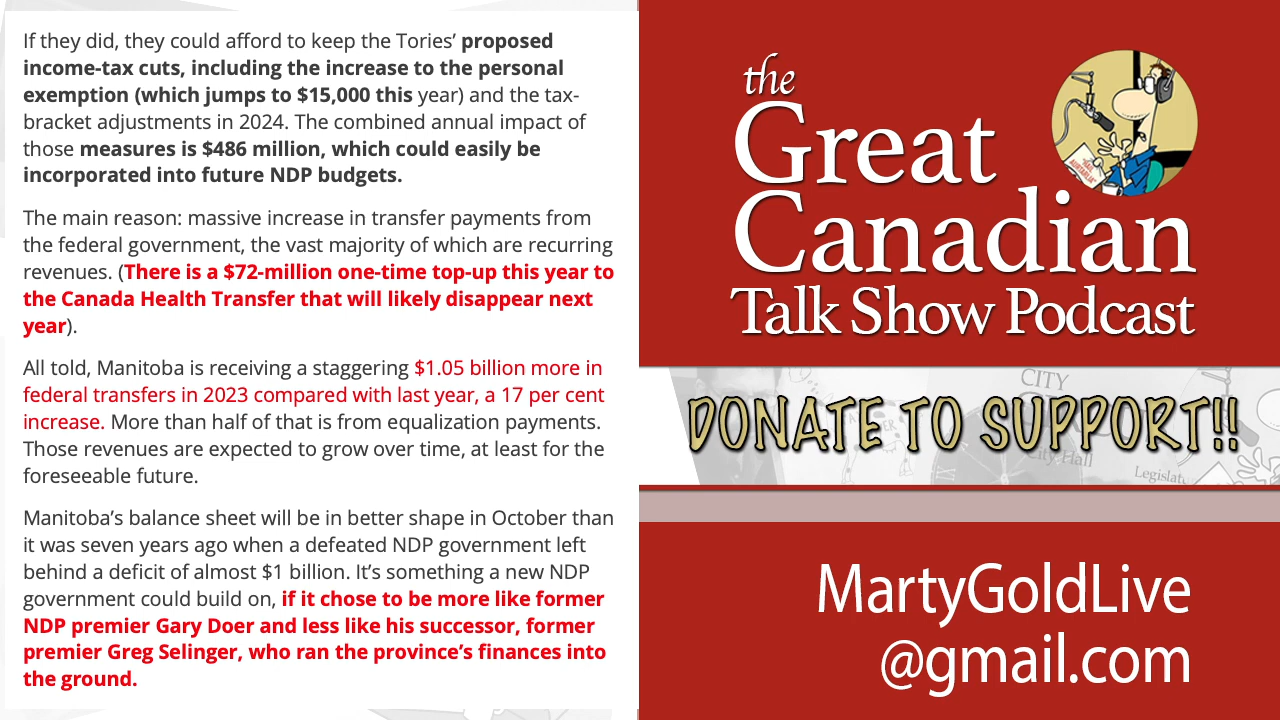 If they did, they could afford to keep the Tories’ proposed
income-tax cuts, including the increase to the personal
exemption (which jumps to $15,000 this year) and the tax-
bracket adjustments in 2024. The combined annual impact of
those measures is $486 million, which could easily be
incorporated into future NDP budgets.
The main reason: massive increase in transfer payments from
the federal government, the vast majority of which are recurring
revenues. (There is a $72-million one-time top-up this year to
the Canada Health Transfer that will likely disappear next
year).
All told, Manitoba is receiving a staggering $1.05 billion more in
federal transfers in 2023 compared with last year, a 17 per cent
increase. More than half of that is from equalization payments.
Those revenues are expected to grow over time, at least for the
foreseeable future.
Manitoba’s balance sheet will be in better shape in October than
it was seven years ago when a defeated NDP government left
behind a deficit of almost $1 billion. It’s something a new NDP
government could build on, if it chose to be more like former
NDP premier Gary Doer and less like his successor, former
premier Greg Selinger, who ran the province’s finances into
the ground.
the
Great
Canadian
Talk Show Podcast
CITY
DONATE TO SUPPORT!!
City Hall
MartyGoldLive
@gmail.com